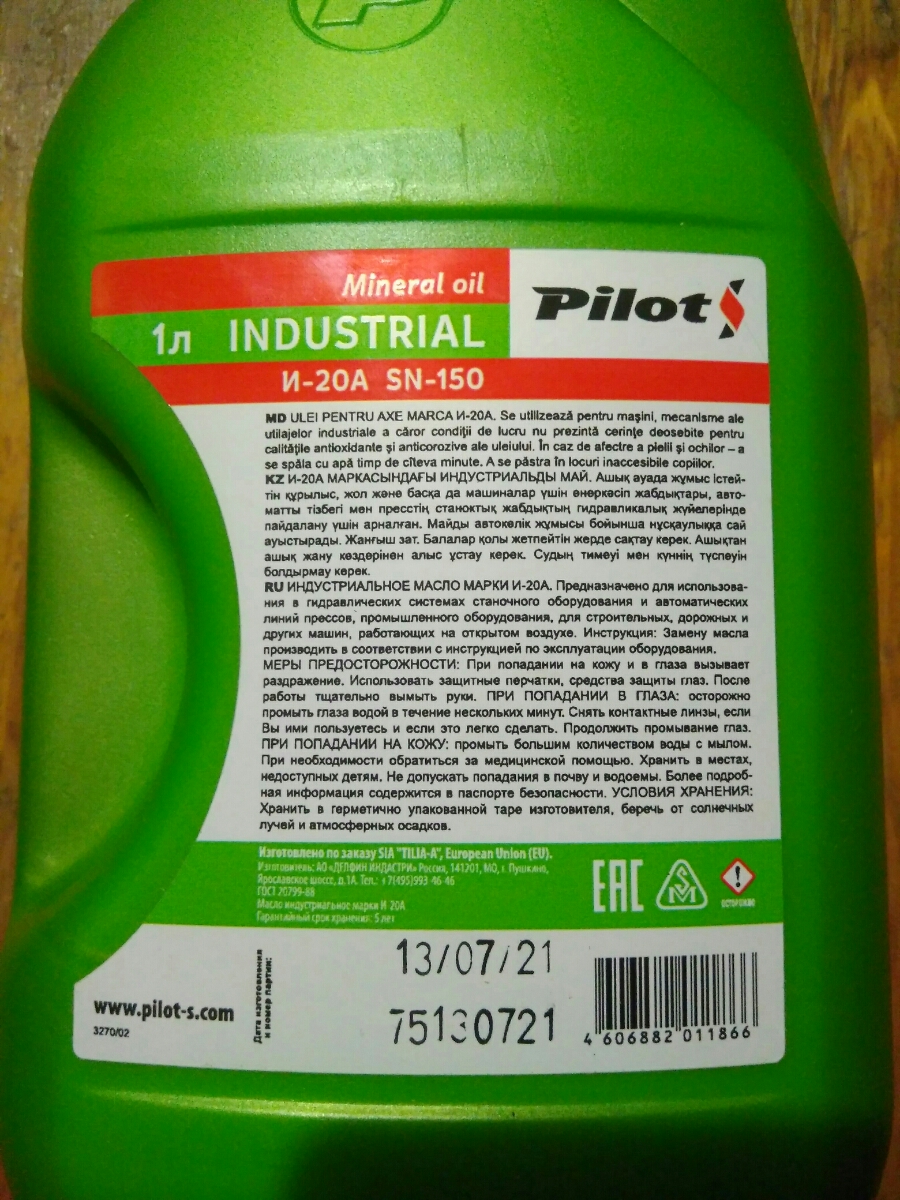 Mineral oil
Pilot
1л INDUSTRIAL
И-20А SN-150
MD ULEI PENTRU AXE MARCA И-20А. Se utilizează pentru maşini, mecanisme ale
utilajelor industriale a căror condiţii de lucru nu prezintă cerinţe deosebite pentru
calităţile antioxidante şi anticorozive ale uleiului. În caz de afectre a pielii şi ochilor – a
se spăla cu apă timp de cîteva minute. A se păstra în locuri inaccesibile copiilor.
KZ И-20А МАРКАСЫНДАҒЫ ИНДУСТРИАЛЬДЫ МАЙ. Ашық ауада жұмыс істей-
тін құрылыс, жол және басқа да машиналар үшін өнеркәсіп жабдықтары, авто-
матты тізбегі мен пресстің станоктық жабдықтың гидравликалық жүйелерінде
пайдалану үшін арналған. Майды автокөлік жұмысы бойынша нұсқаулыққа сай
ауыстырады. Жанғыш зат. Балалар қолы жетпейтін жерде сақтау керек. Ашықтан
ашық жану көздерінен алыс ұстау керек. Судың тимеуі мен күннің түспеуін
болдырмау керек.
RU ИНДУСТРИАЛЬНОЕ МАСЛО МАРКИ И-20А. Предназначено для использова-
ния в гидравлических системах станочного оборудования и автоматических
линий прессов, промышленного оборудования, для строительных, дорожных и
других машин, работающих на открытом воздухе. Инструкция: Замену масла
производить в соответствии с инструкцией по эксплуатации оборудования.
МЕРЫ ПРЕДОСТОРОЖНОСТИ: При попадании на кожу и в глаза вызывает
раздражение. Использовать защитные перчатки, средства защиты глаз. После
работы тщательно вымыть руки. ПРИ ПОПАДАНИИ В ГЛАЗА: осторожно
промыть глаза водой в течение нескольких минут. Снять контактные линзы, если
Вы ими пользуетесь и если это легко сделать. Продолжить промывание глаз.
ПРИ ПОПАДАНИИ НА КОЖУ: промыть большим количеством воды с мылом.
При необходимости обратиться за медицинской помощью. Хранить в местах,
недоступных детям. Не допускать попадания в почву и водоемы. Более подроб-
ная информация содержится в паспорте безопасности. УСЛОВИЯ ХРАНЕНИЯ:
Хранить в герметично упакованной таре изготовителя, беречь от солнечных
лучей и атмосферных осадков.
Изготовлено по заказу SIA "TILIA-A", European Union (EU).
Изготовитель: АО «ДЕЛФИН ИНДАСТРИ» Россия, 141201, МО, г. Пушкино,
Ярославское шоссе, д.1А. Тел.: +7(495)993-46-46
ГОСТ 20799-88
Масло индустриальное марки И-20А
Гарантийный срок хранения: 5 лет
EAC
SM
ОСТОРОЖНО
Дата изготовления
и номер партии:
13/07/21
75130721
www.pilot-s.com
3270/02
4 606882 011866